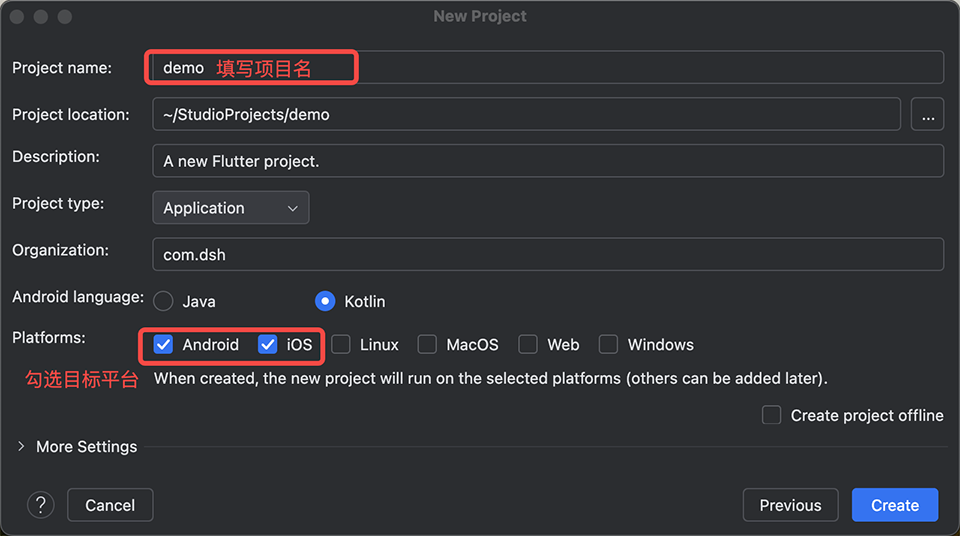 New Project
Project name: demo 填写项目名
Project location: ~/StudioProjects/demo ...
Description: A new Flutter project.
Project type: Application
Organization: com.dsh
Android language: Java Kotlin
Platforms: Android iOS Linux MacOS Web Windows
勾选目标平台 When created, the new project will run on the selected platforms (others can be added later).
Create project offline
More Settings
? Cancel Previous Create